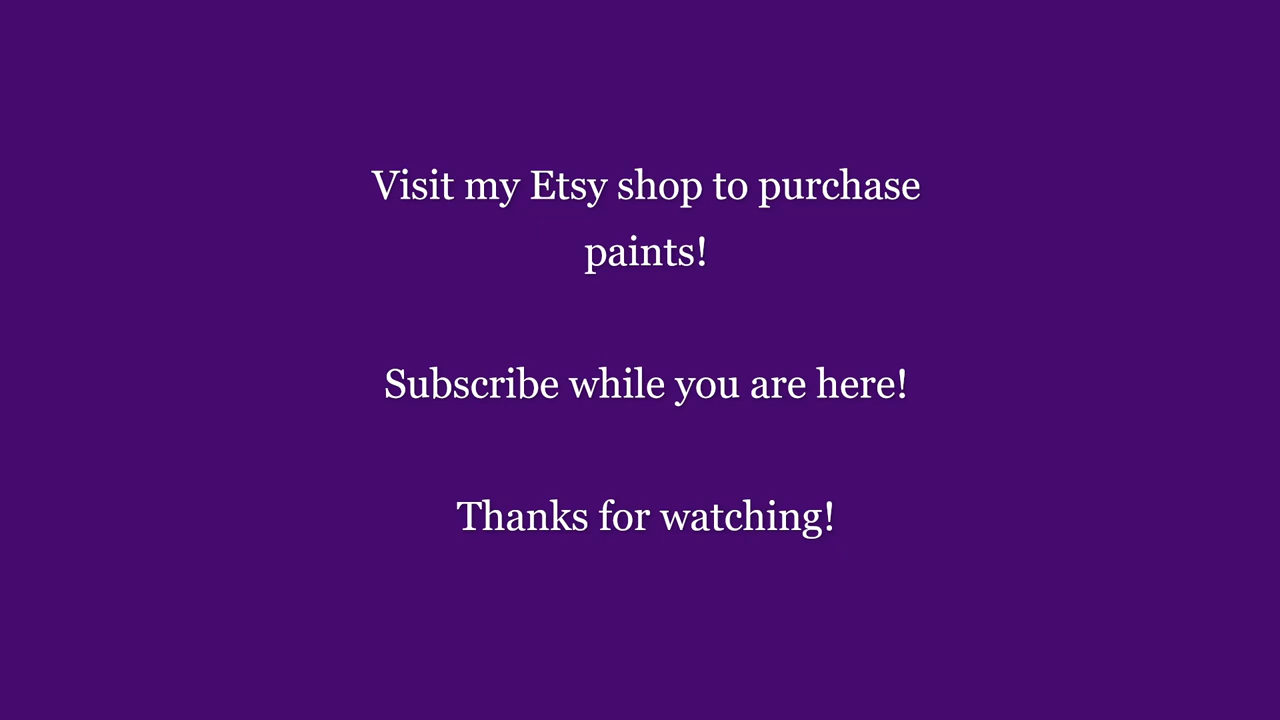 Visit my Etsy shop to purchase
paints!
Subscribe while you are here!
Thanks for watching!